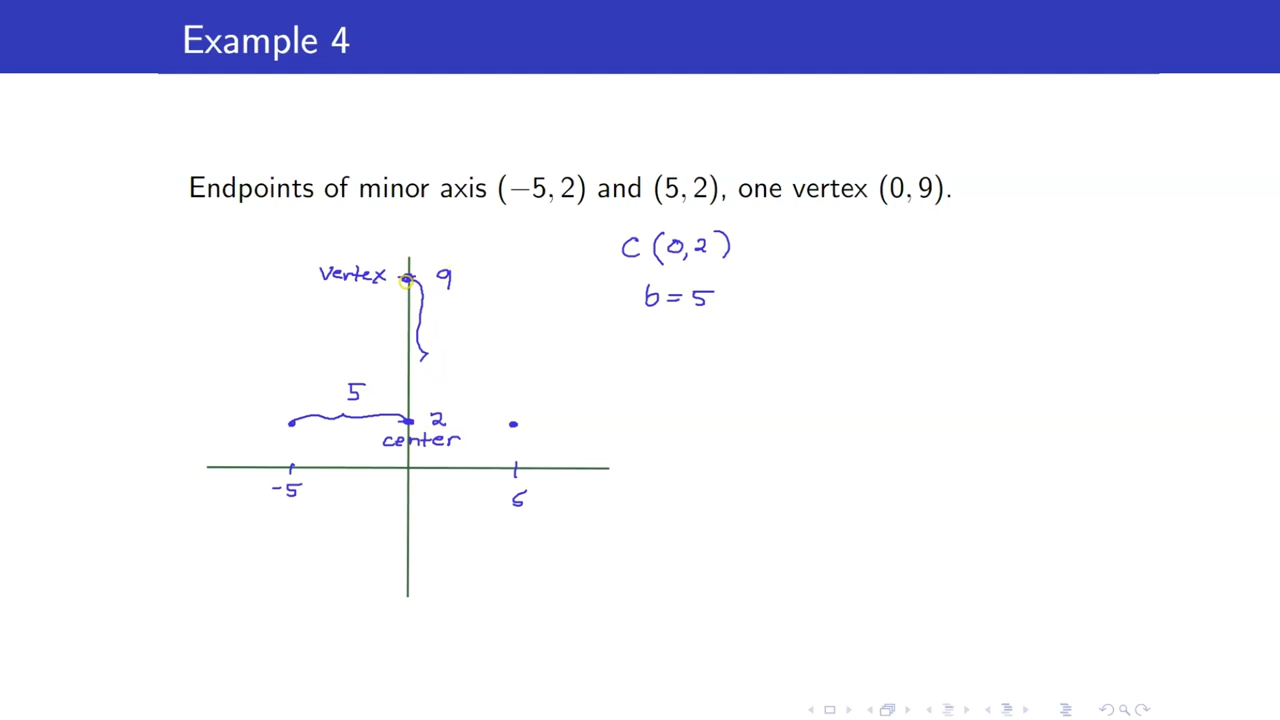 Example 4
Endpoints of minor axis (−5, 2) and (5, 2), one vertex (0, 9).
C (0, 2)
b = 5
vertex 9
5
2
center
-5
5